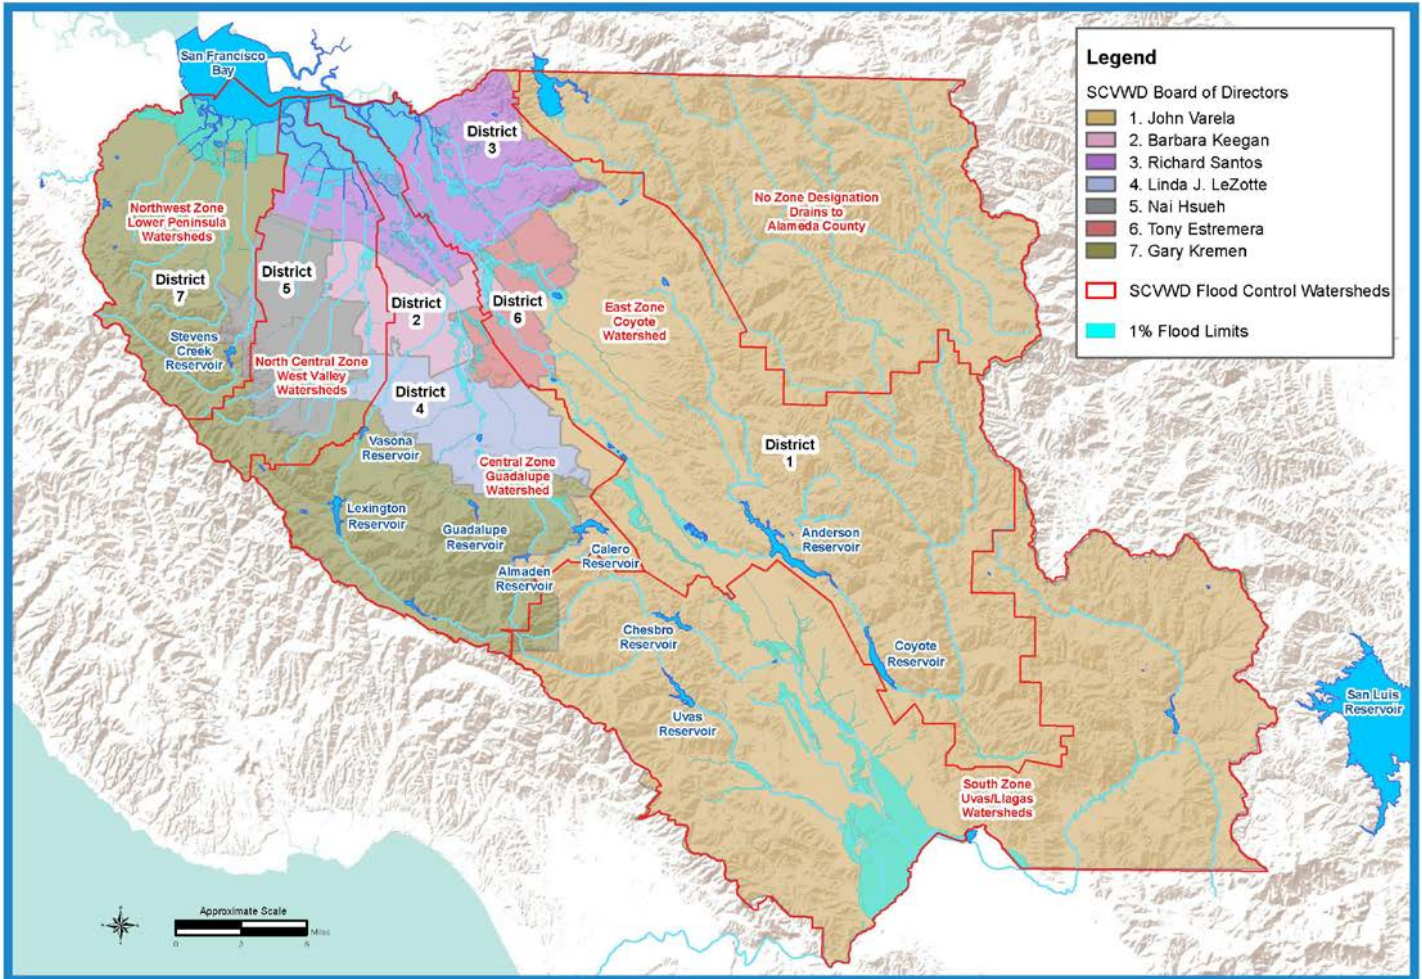 San Francisco
Bay
Legend
SCVWD Board of Directors
1. John Varela
2. Barbara Keegan
3. Richard Santos
4. Linda J. LeZotte
5. Nai Hsueh
6. Tony Estremera
7. Gary Kremen
SCVWD Flood Control Watersheds
1% Flood Limits
District
3
No Zone Designation
Drains to
Alameda County
Northwest Zone
Lower Peninsula
Watersheds
District
7
District
5
District
2
District
6
East Zone
Coyote
Watershed
Stevens
Creek
Reservoir
North Central Zone
West Valley
Watersheds
District
4
Vasona
Reservoir
District
1
Central Zone
Guadalupe
Watershed
Lexington
Reservoir
Guadalupe
Reservoir
Anderson
Reservoir
Calero
Reservoir
Almaden
Reservoir
Chesbro
Reservoir
Coyote
Reservoir
Uvas
Reservoir
San Luis
Reservoir
South Zone
Uvas/Llagas
Watersheds
Approximate Scale
Miles
0
3
6